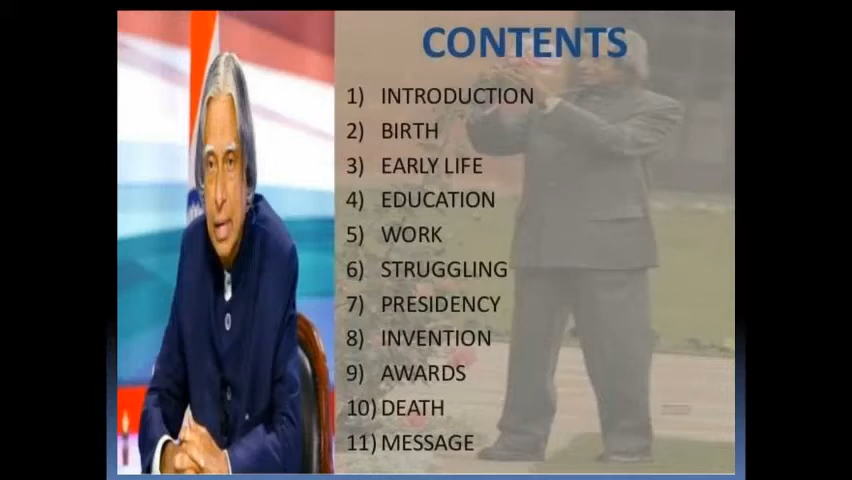 CONTENTS
1) INTRODUCTION
2) BIRTH
3) EARLY LIFE
4) EDUCATION
5) WORK
6) STRUGGLING
7) PRESIDENCY
8) INVENTION
9) AWARDS
10) DEATH
11) MESSAGE